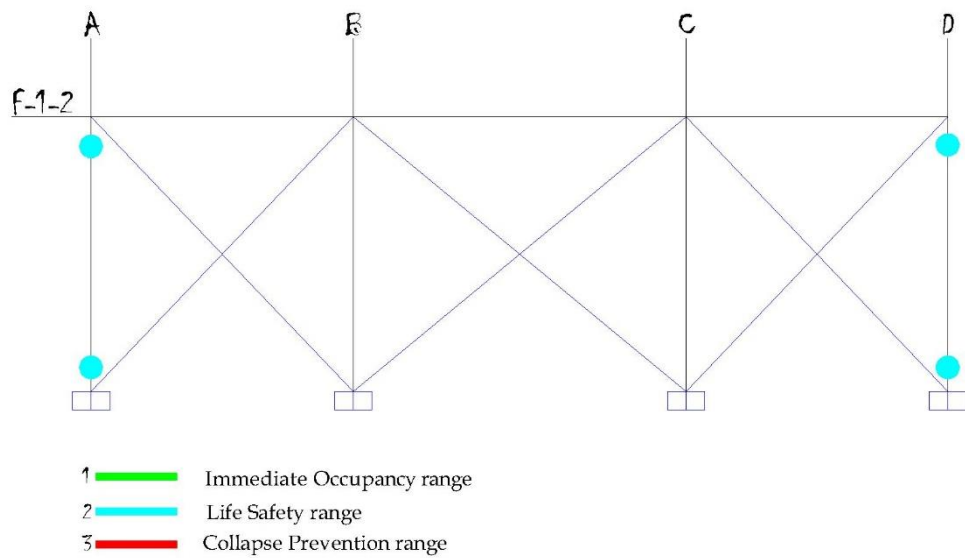 A B C D
F-1-2
1 Immediate Occupancy range
2 Life Safety range
3 Collapse Prevention range